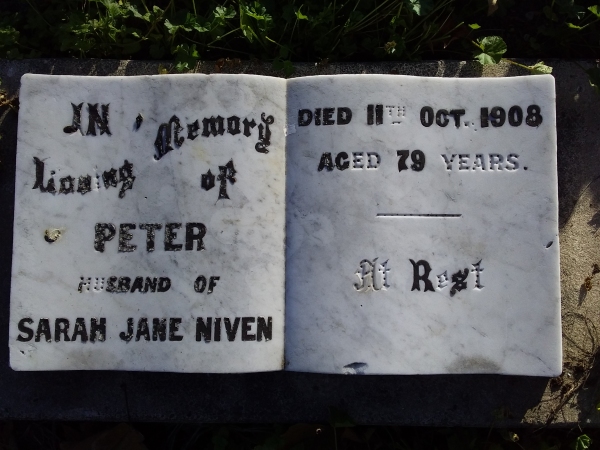 IN Memory
loving of
PETER
HUSBAND OF
SARAH JANE NIVEN
DIED 11TH OCT. 1908
AGED 79 YEARS.
At Rest